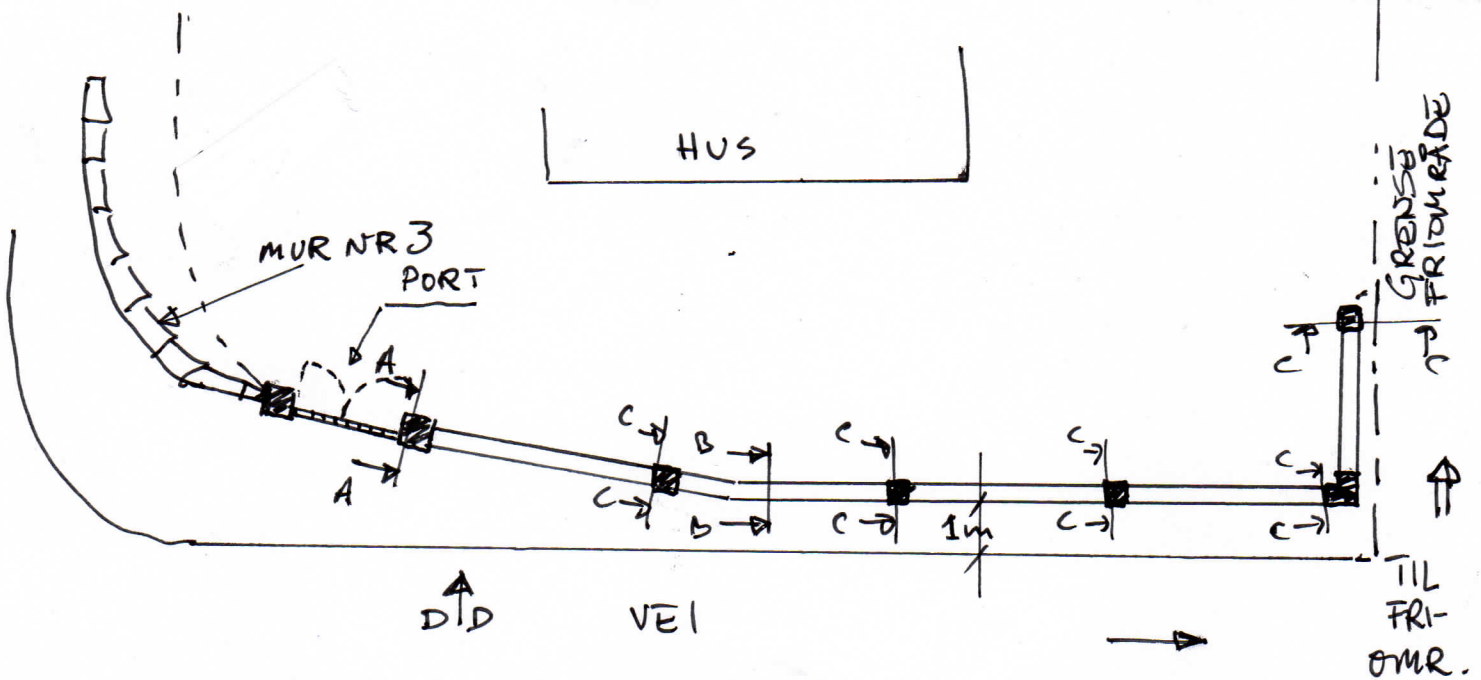 HUS
GRENSE
FRIOMRÅDE
MUR NR 3
PORT
A
A
C
C
B
B
C
C
1m
C
C
C
C
C
C
D D
VEI
TIL
FRI-
OMR.